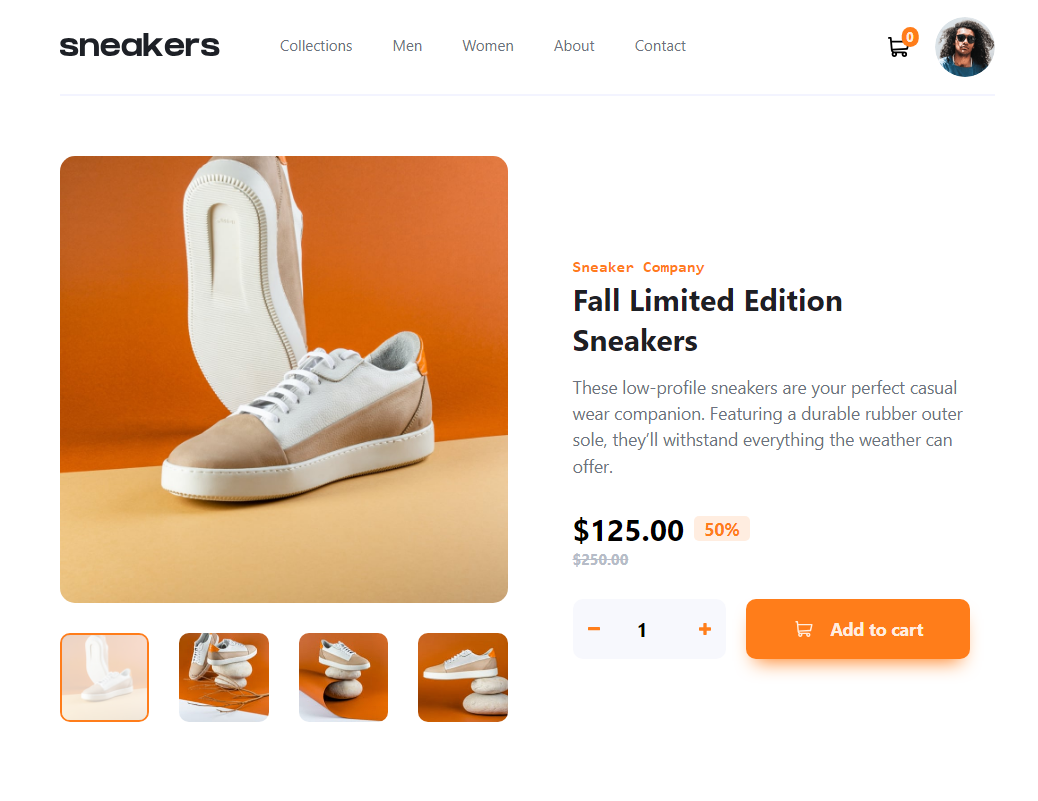 sneakers
Collections Men Women About Contact
0
Sneaker Company
Fall Limited Edition
Sneakers
These low-profile sneakers are your perfect casual
wear companion. Featuring a durable rubber outer
sole, they’ll withstand everything the weather can
offer.
$125.00 50%
$250.00
1
Add to cart